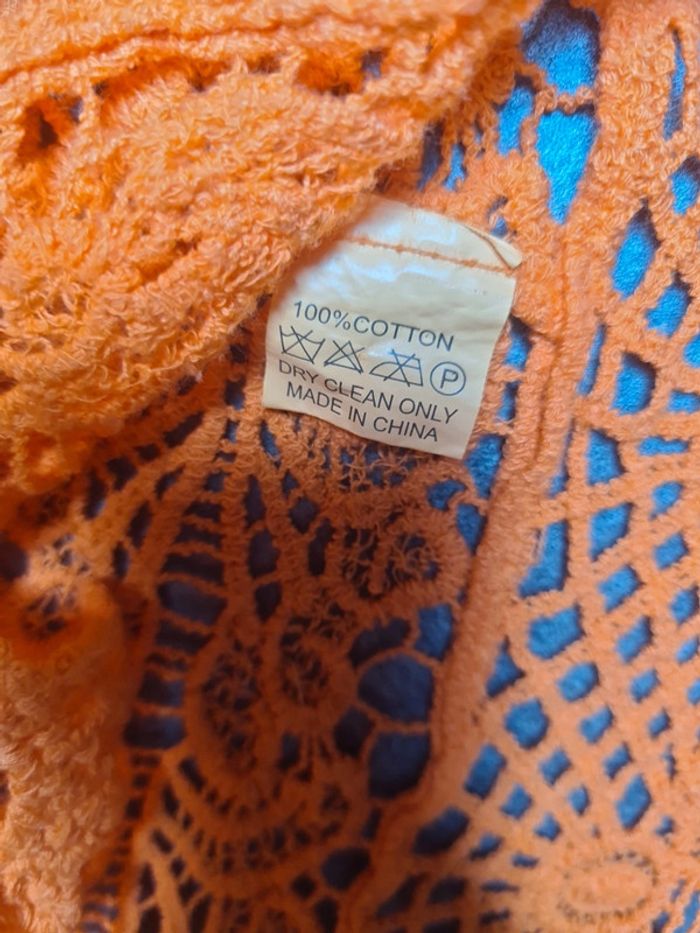 100%COTTON
P
DRY CLEAN ONLY
MADE IN CHINA